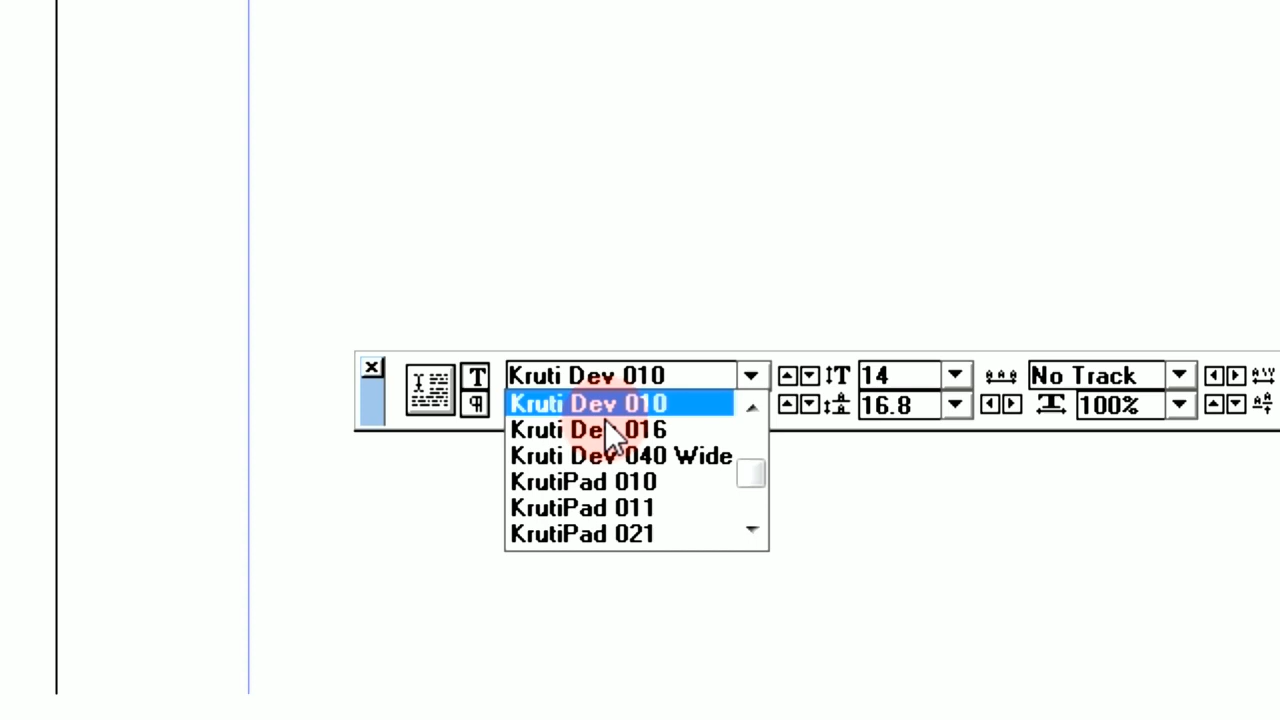 Kruti Dev 010 T 14 No Track
16.8 100%
Kruti Dev 010
Kruti Dev 016
Kruti Dev 040 Wide
KrutiPad 010
KrutiPad 011
KrutiPad 021